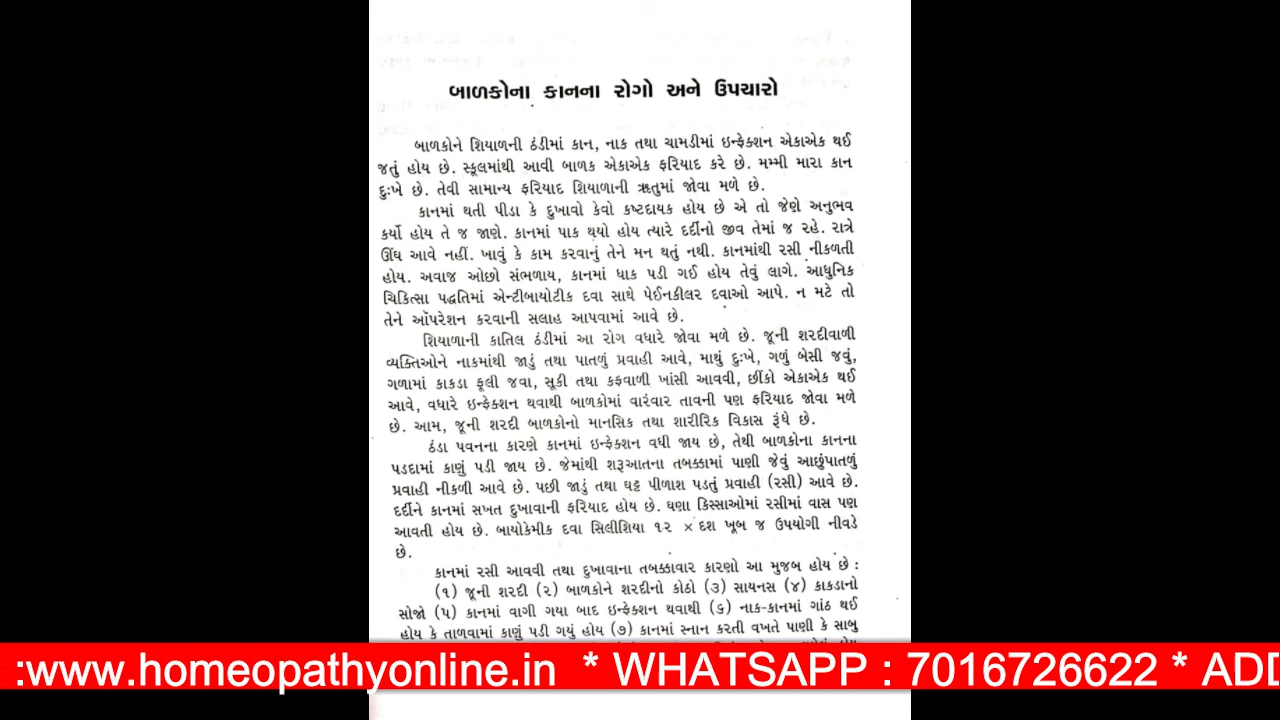 બાળકોના કાનના રોગો અને ઉપચારો
બાળકોને શિયાળની ઠંડીમાં કાન, નાક તથા ચામડીમાં ઇન્ફેક્શન એકાએક થઈ
જતું હોય છે. સ્કૂલમાંથી આવી બાળક એકાએક ફરિયાદ કરે છે. મમ્મી મારા કાન
દુઃખે છે. તેવી સામાન્ય ફરિયાદ શિયાળાની ઋતુમાં જોવા મળે છે.
કાનમાં થતી પીડા કે દુખાવો કેવો કષ્ટદાયક હોય છે એ તો જેણે અનુભવ
કર્યો હોય તે જ જાણે. કાનમાં પાક થયો હોય ત્યારે દર્દીનો જીવ તેમાં જ રહે. રાત્રે
ઊંઘ આવે નહીં. ખાવું કે કામ કરવાનું તેને મન થતું નથી. કાનમાંથી રસી નીકળતી
હોય. અવાજ ઓછો સંભળાય, કાનમાં ધાક પડી ગઈ હોય તેવું લાગે. આધુનિક
ચિકિત્સા પદ્ધતિમાં એન્ટીબાયોટીક દવા સાથે પેઈનકીલર દવાઓ આપે. ન મટે તો
તેને ઑપરેશન કરવાની સલાહ આપવામાં આવે છે.
શિયાળાની કાતિલ ઠંડીમાં આ રોગ વધારે જોવા મળે છે. જૂની શરદીવાળી
વ્યક્તિઓને નાકમાંથી જાડું તથા પાતળું પ્રવાહી આવે, માથું દુઃખે, ગળું બેસી જવું,
ગળામાં કાકડા ફૂલી જવા, સૂકી તથા કફવાળી ખાંસી આવવી, છીંકો એકાએક થઈ
આવે, વધારે ઇન્ફેક્શન થવાથી બાળકોમાં વારંવાર તાવની પણ ફરિયાદ જોવા મળે
છે. આમ, જૂની શરદી બાળકોનો માનસિક તથા શારીરિક વિકાસ રૂંધે છે.
ઠંડા પવનના કારણે કાનમાં ઇન્ફેક્શન વધી જાય છે, તેથી બાળકોના કાનના
પડદામાં કાણું પડી જાય છે. જેમાંથી શરૂઆતના તબક્કામાં પાણી જેવું આછુંપાતળું
પ્રવાહી નીકળી આવે છે. પછી જાડું તથા ઘટ્ટ પીળાશ પડતું પ્રવાહી (રસી) આવે છે.
દર્દીને કાનમાં સખત દુખાવાની ફરિયાદ હોય છે. ઘણા કિસ્સાઓમાં રસીમાં વાસ પણ
આવતી હોય છે. બાયોકેમીક દવા સિલીશિયા ૧૨ × દશ ખૂબ જ ઉપયોગી નીવડે
છે.
કાનમાં રસી આવવી તથા દુખાવાના તબક્કાવાર કારણો આ મુજબ હોય છે :
(૧) જૂની શરદી (૨) બાળકોને શરદીનો કોઠો (૩) સાયનસ (૪) કાકડાનો
સોજો (૫) કાનમાં વાગી ગયા બાદ ઇન્ફેક્શન થવાથી (૬) નાક-કાનમાં ગાંઠ થઈ
હોય કે તાળવામાં કાણું પડી ગયું હોય (૭) કાનમાં સ્નાન કરતી વખતે પાણી કે સાબુ
:www.homeopathyonline.in * WHATSAPP : 7016726622 * ADD